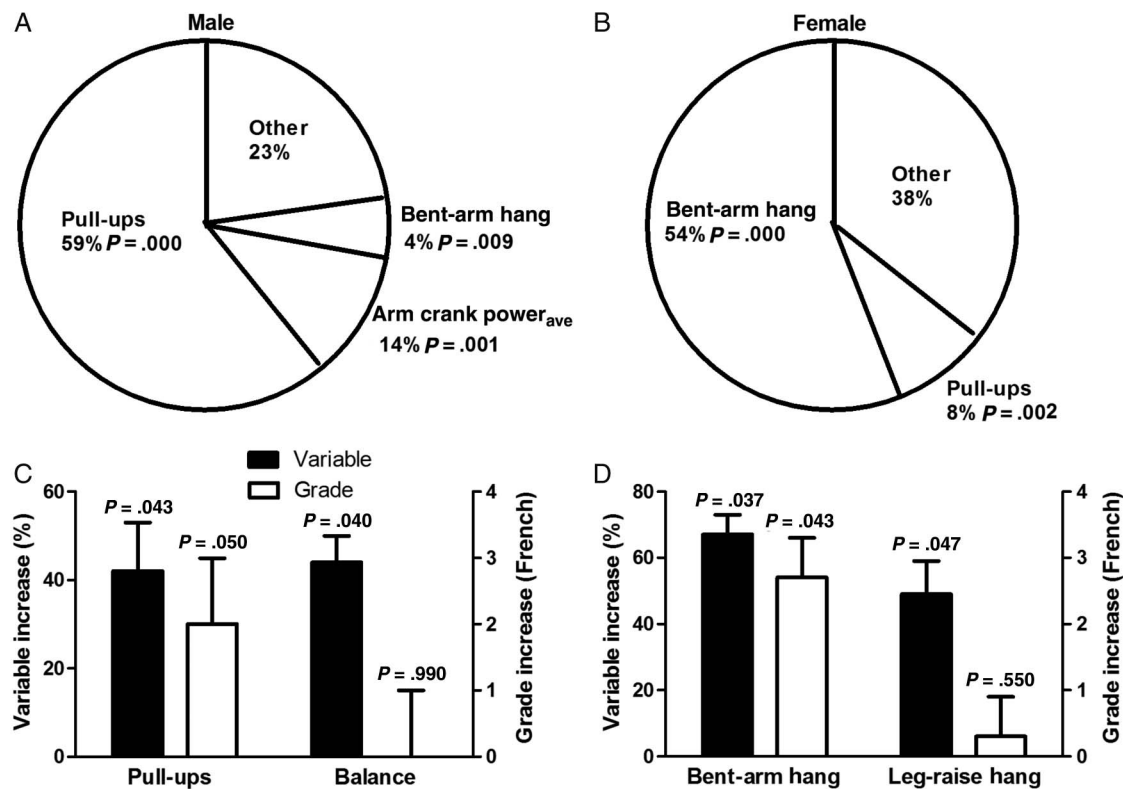 A
Male
Other
23%
Pull-ups
59% P = .000
Bent-arm hang
4% P = .009
Arm crank powerave
14% P = .001
B
Female
Other
38%
Bent-arm hang
54% P = .000
Pull-ups
8% P = .002
C
Variable
Grade
Variable increase (%)
60
40
20
0
P = .043
P = .050
P = .040
P = .990
Pull-ups
Balance
4
3
2
1
0
Grade increase (French)
D
Variable increase (%)
80
60
40
20
0
P = .037
P = .043
P = .047
P = .550
Bent-arm hang
Leg-raise hang
4
3
2
1
0
Grade increase (French)